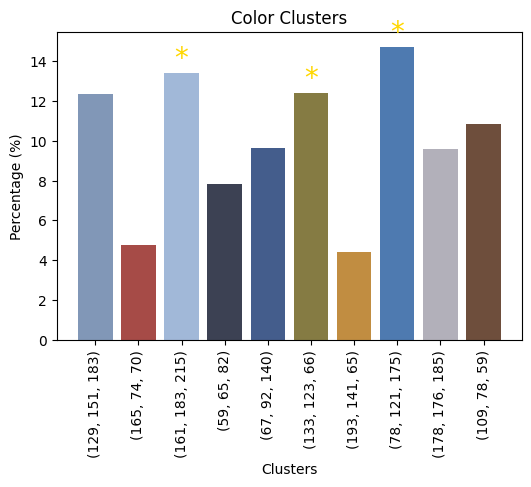 Color Clusters
Percentage (%)
14
12
10
8
6
4
2
0
(129, 151, 183)
(165, 74, 70)
(161, 183, 215)
(59, 65, 82)
(67, 92, 140)
(133, 123, 66)
(193, 141, 65)
(78, 121, 175)
(178, 176, 185)
(109, 78, 59)
Clusters